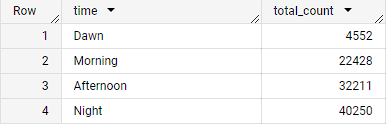 Row time total_count
1 Dawn 4552
2 Morning 22428
3 Afternoon 32211
4 Night 40250